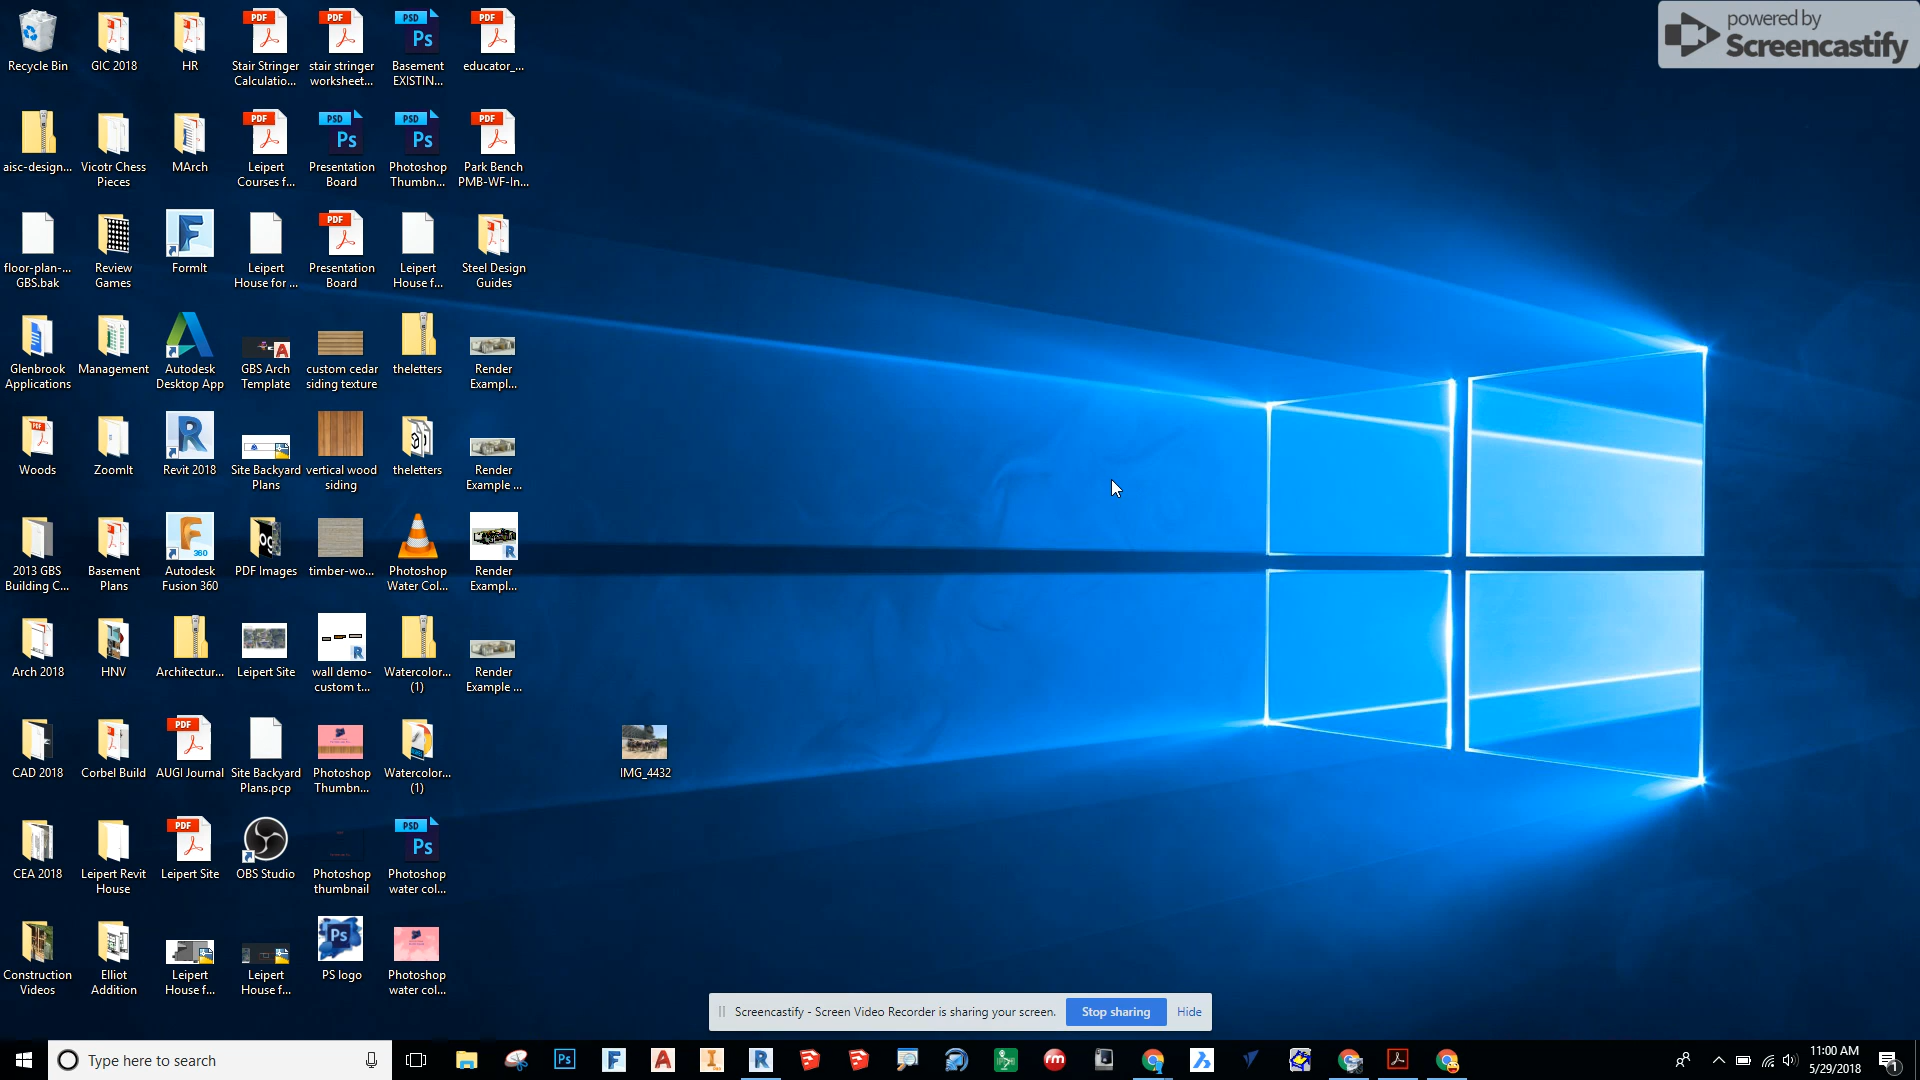 powered by
Screencastify
Recycle Bin
GIC 2018
HR
Stair Stringer
Calculatio...
stair stringer
worksheet...
Basement
EXISTIN...
educator_...
aisc-design...
Vicotr Chess
Pieces
MArch
Leipert
Courses f...
Presentation
Board
Photoshop
Thumbn...
Park Bench
PMB-WF-In...
floor-plan-...
GBS.bak
Review
Games
FormIt
Leipert
House for ...
Presentation
Board
Leipert
House f...
Steel Design
Guides
Glenbrook
Applications
Management
Autodesk
Desktop App
GBS Arch
Template
custom cedar
siding texture
theletters
Render
Exampl...
Woods
ZoomIt
Revit 2018
Site Backyard
Plans
vertical wood
siding
theletters
Render
Example ...
2013 GBS
Building C...
Basement
Plans
Autodesk
Fusion 360
PDF Images
timber-wo...
Photoshop
Water Col...
Render
Exampl...
Arch 2018
HNV
Architectur...
Leipert Site
wall demo-
custom t...
Watercolor...
(1)
Render
Example ...
CAD 2018
Corbel Build
AUGI Journal
Site Backyard
Plans.pcp
Photoshop
Thumbn...
Watercolor...
(1)
IMG_4432
CEA 2018
Leipert Revit
House
Leipert Site
OBS Studio
Photoshop
thumbnail
Photoshop
water col...
Construction
Videos
Elliot
Addition
Leipert
House f...
Leipert
House f...
PS logo
Photoshop
water col...
Screencastify - Screen Video Recorder is sharing your screen.
Stop sharing
Hide
Type here to search
11:00 AM
5/29/2018